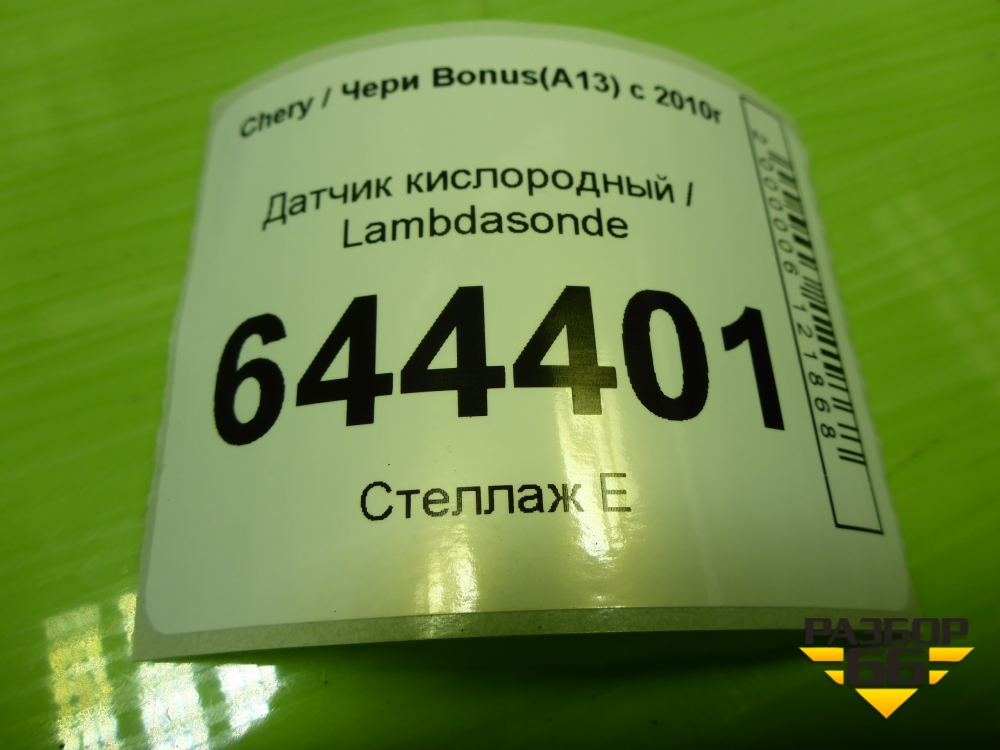 Chery / Чери Bonus(A13) с 2010г
Датчик кислородный /
Lambdasonde
644401
Стеллаж Е
2000006121868
РАЗБОР
66